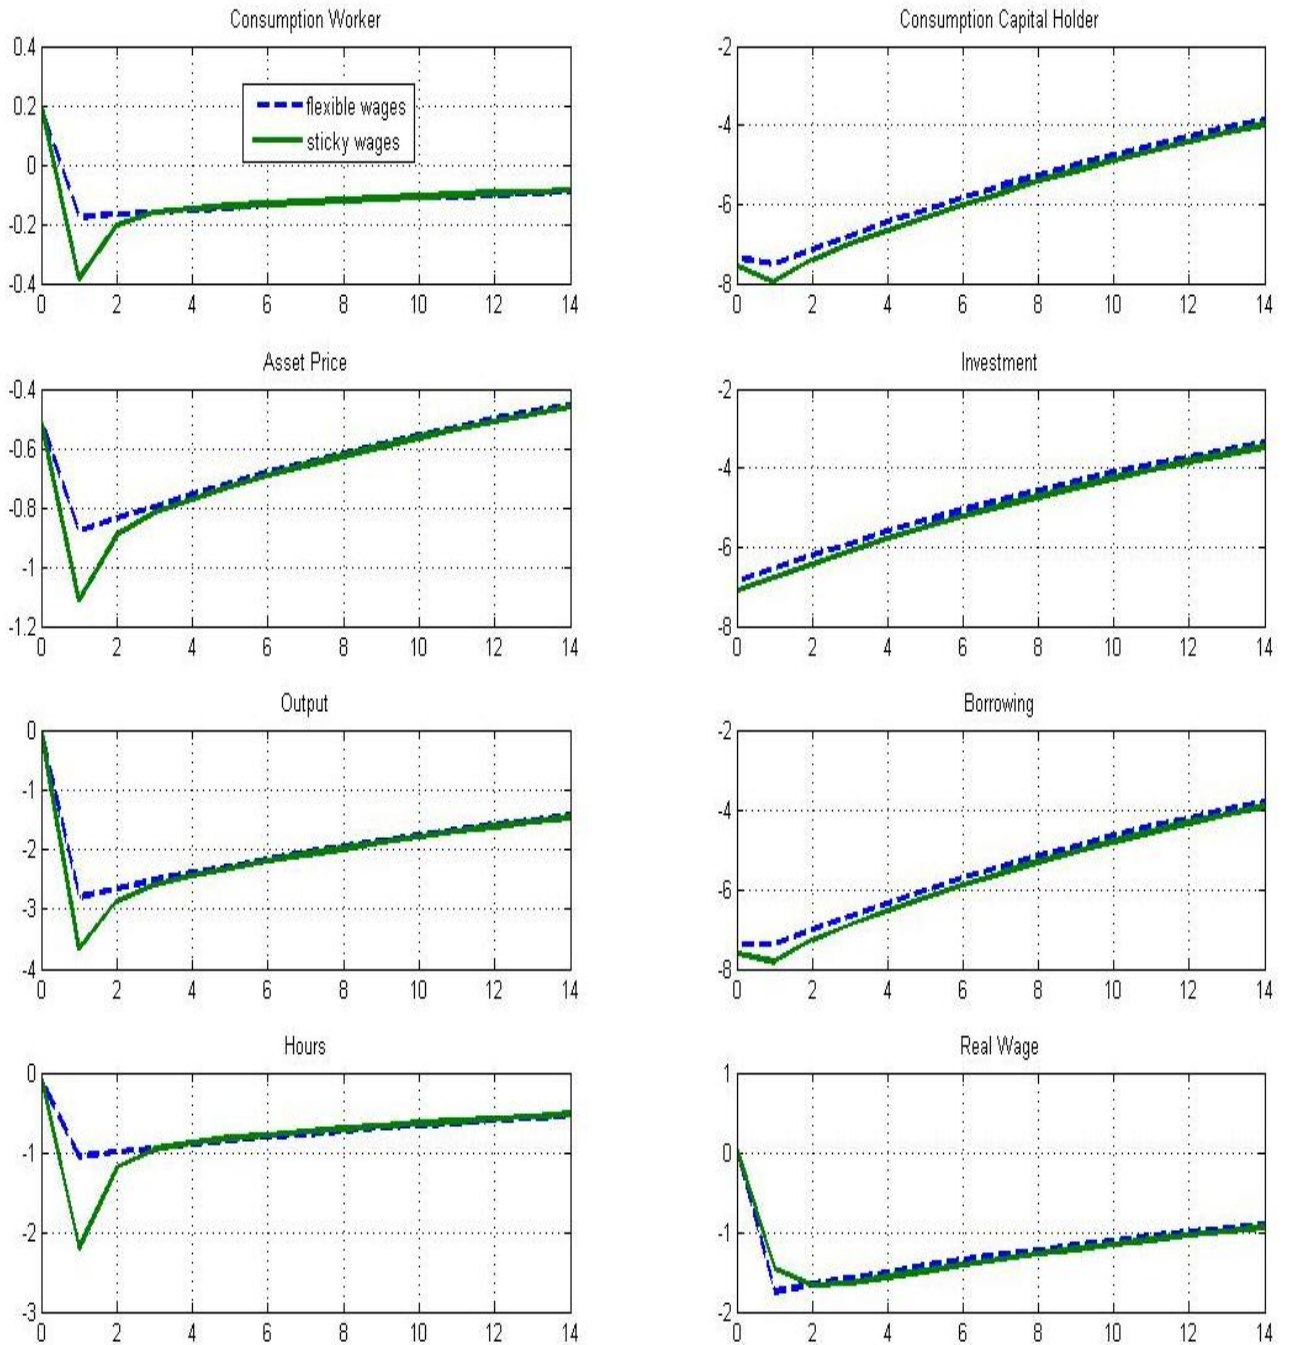 Consumption Worker
0.4
0.2
0
-0.2
-0.4
0 2 4 6 8 10 12 14
flexible wages
sticky wages
Consumption Capital Holder
-2
-4
-6
-8
0 2 4 6 8 10 12 14
Asset Price
-0.4
-0.6
-0.8
-1
-1.2
0 2 4 6 8 10 12 14
Investment
-2
-4
-6
-8
0 2 4 6 8 10 12 14
Output
0
-1
-2
-3
-4
0 2 4 6 8 10 12 14
Borrowing
-2
-4
-6
-8
0 2 4 6 8 10 12 14
Hours
0
-1
-2
-3
0 2 4 6 8 10 12 14
Real Wage
1
0
-1
-2
0 2 4 6 8 10 12 14